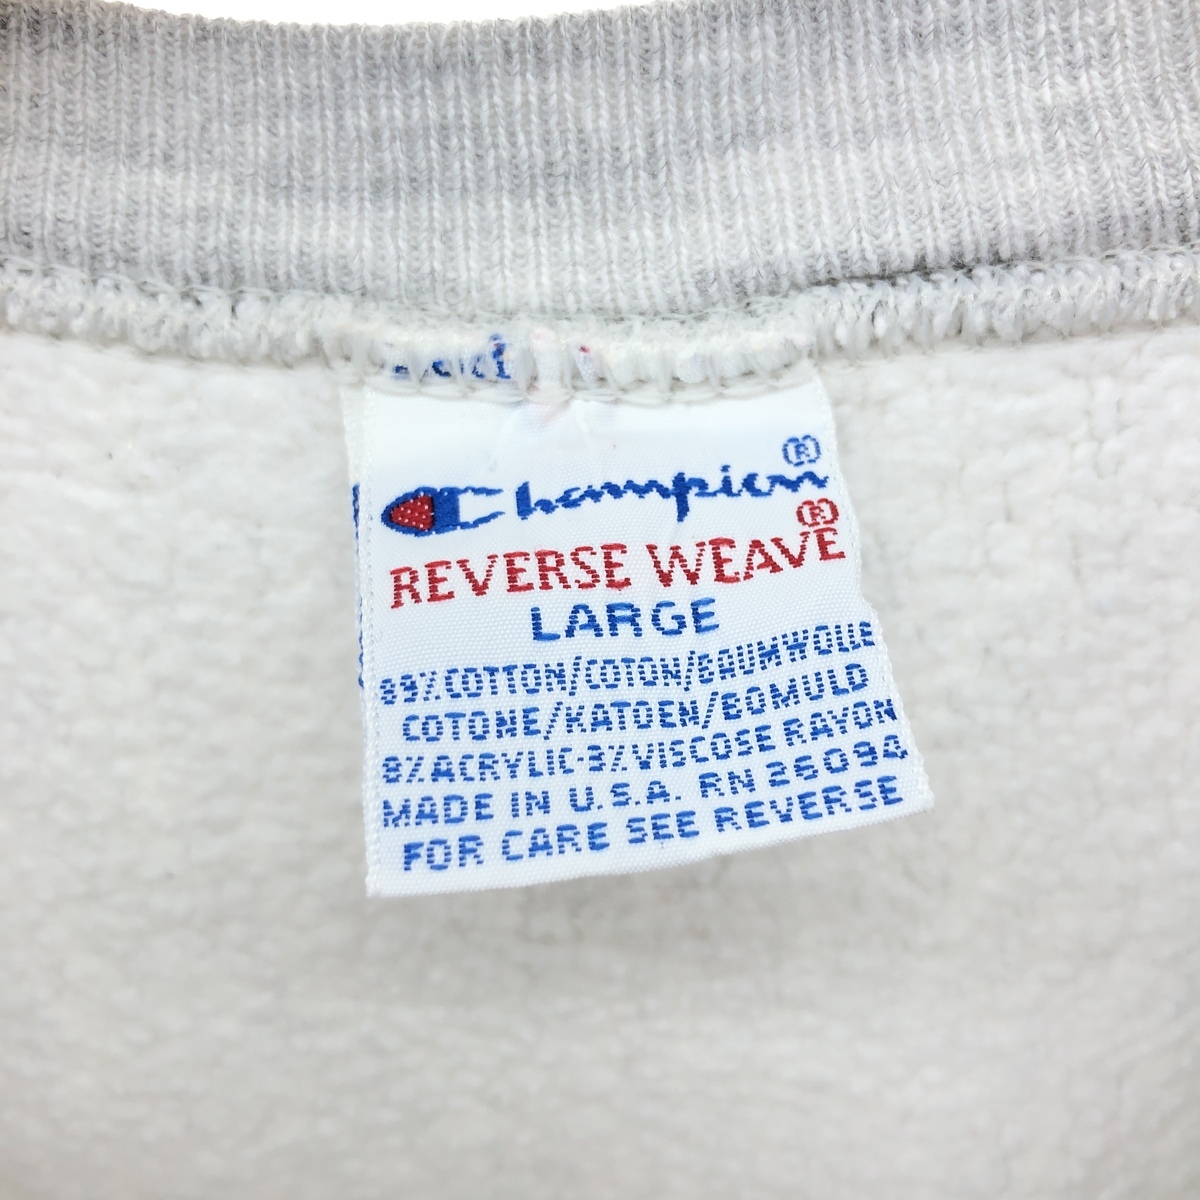 Champion®
REVERSE WEAVE®
LARGE
89% COTTON/COTON/BAUMWOLLE
COTONE/KATOEN/BOMULD
8% ACRYLIC-3% VISCOSE RAYON
MADE IN U.S.A. RN 26094
FOR CARE SEE REVERSE